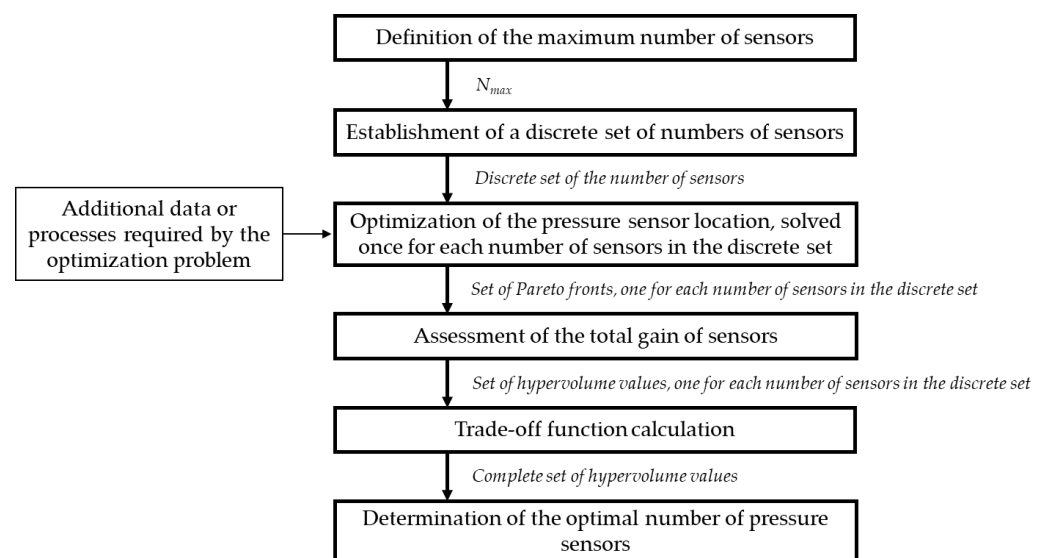 Definition of the maximum number of sensors
N_max
Establishment of a discrete set of numbers of sensors
Discrete set of the number of sensors
Additional data or
processes required by the
optimization problem
Optimization of the pressure sensor location, solved
once for each number of sensors in the discrete set
Set of Pareto fronts, one for each number of sensors in the discrete set
Assessment of the total gain of sensors
Set of hypervolume values, one for each number of sensors in the discrete set
Trade-off function calculation
Complete set of hypervolume values
Determination of the optimal number of pressure
sensors